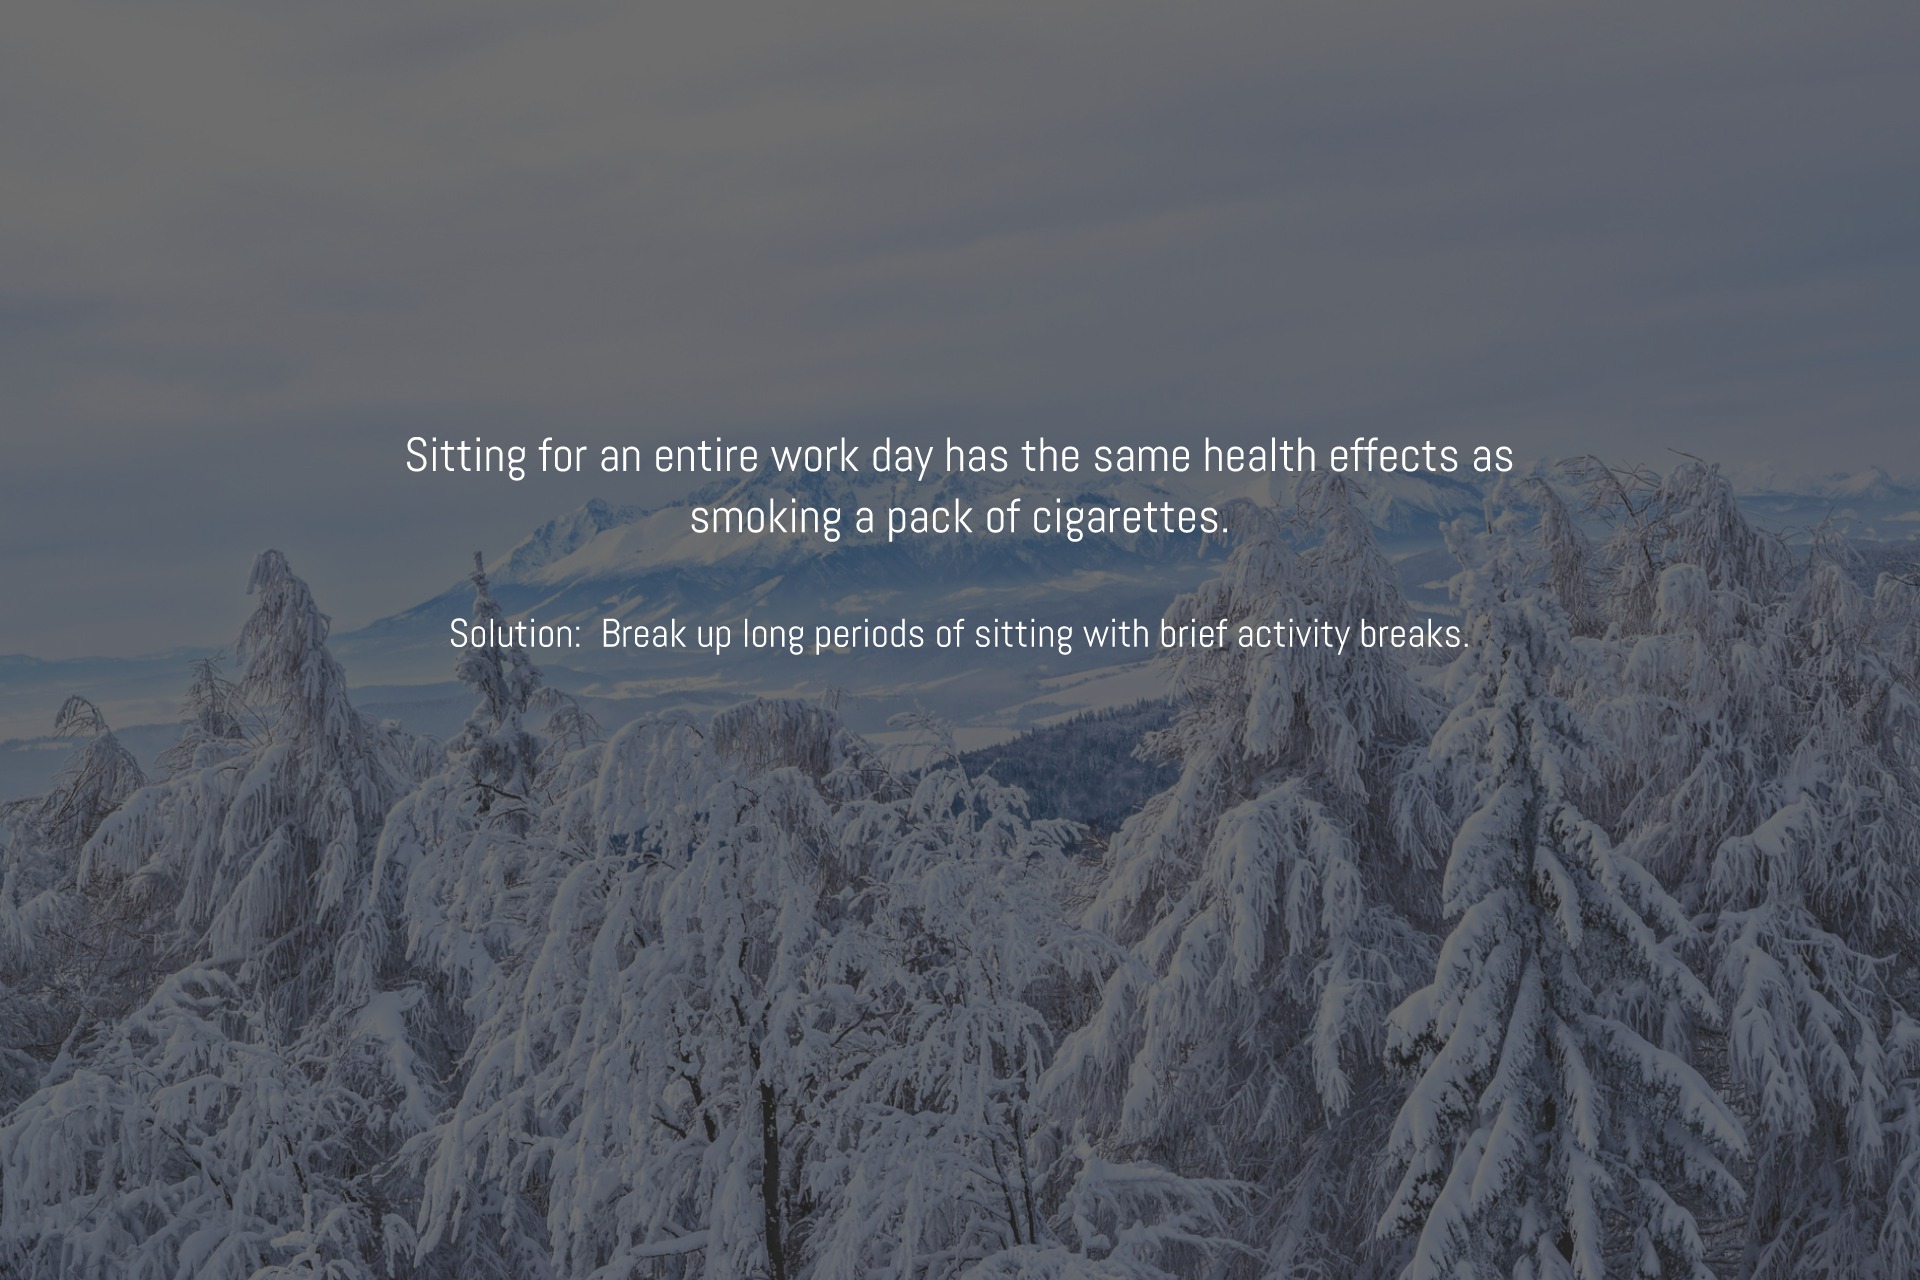 Sitting for an entire work day has the same health effects as
smoking a pack of cigarettes.
Solution:  Break up long periods of sitting with brief activity breaks.